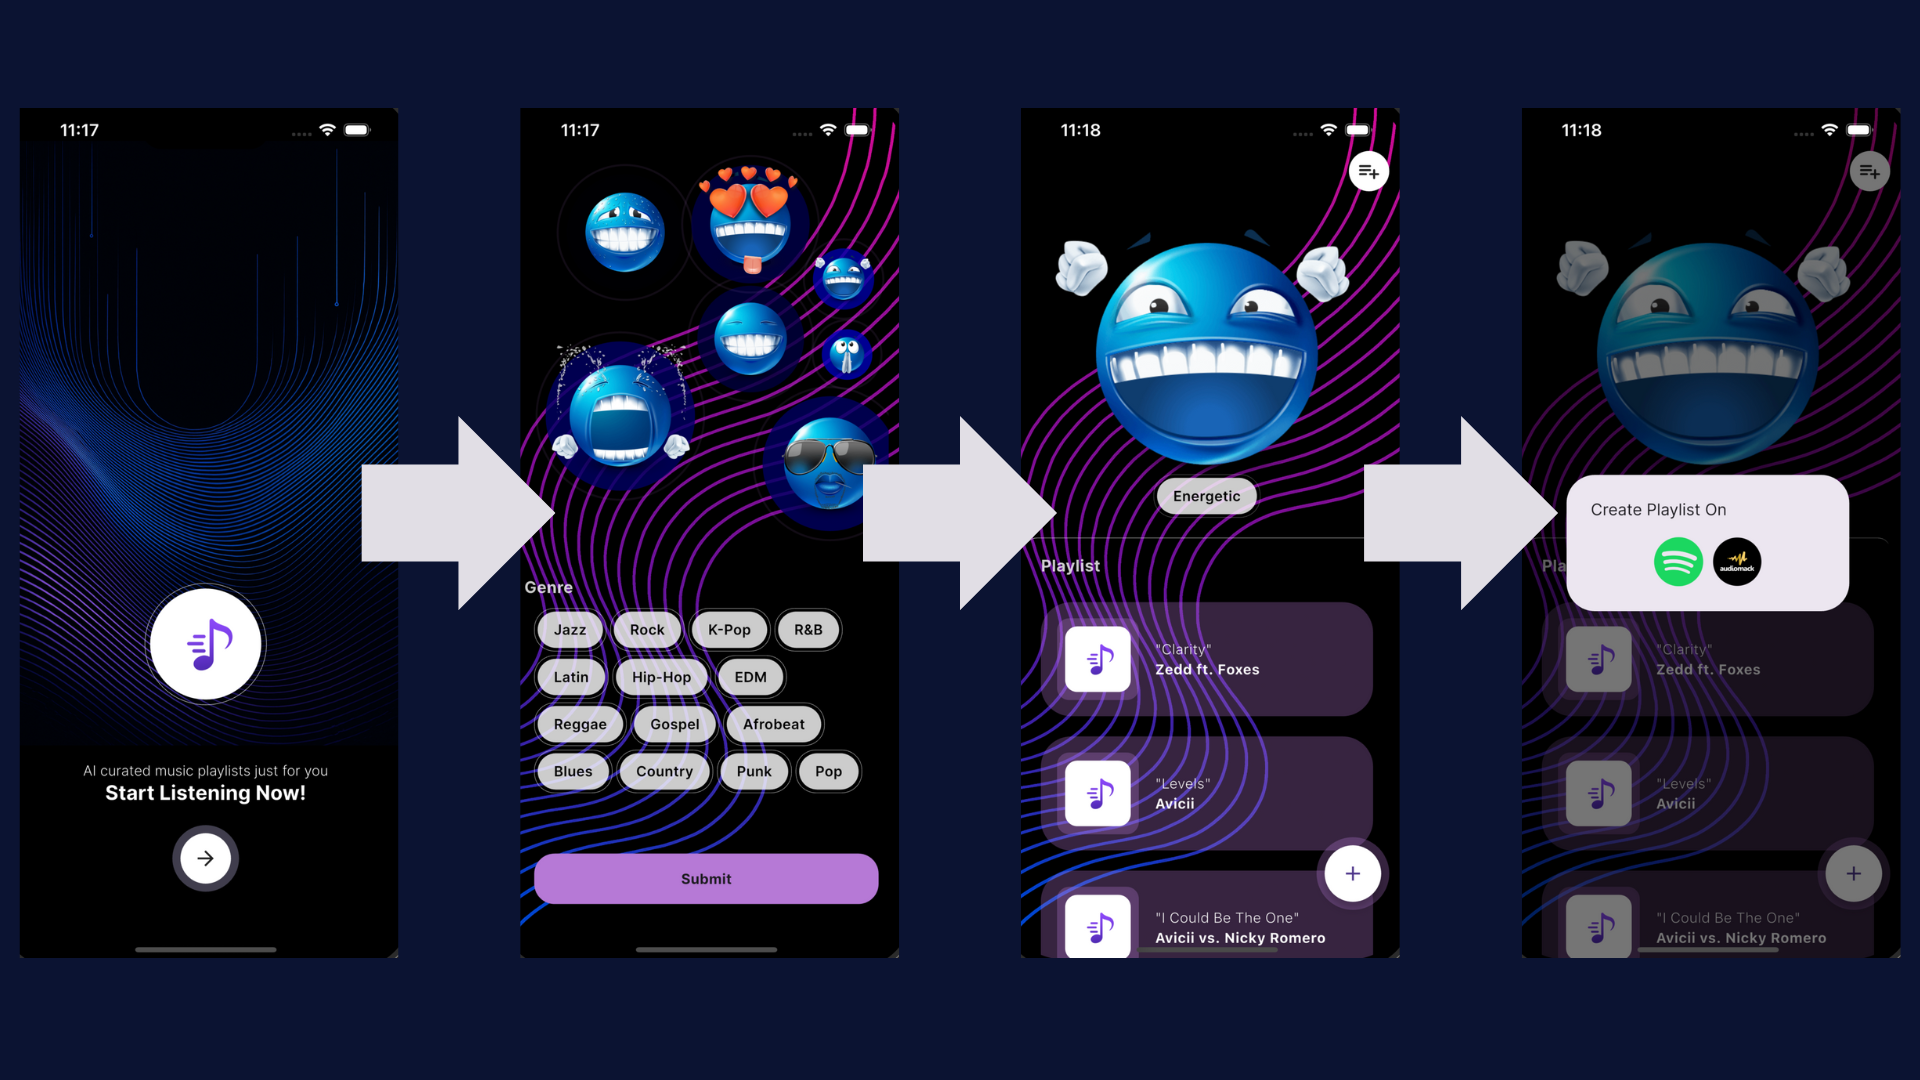 11:17
AI curated music playlists just for you
Start Listening Now!
11:17
Genre
Jazz
Rock
K-Pop
R&B
Latin
Hip-Hop
EDM
Reggae
Gospel
Afrobeat
Blues
Country
Punk
Pop
Submit
11:18
Energetic
Playlist
"Clarity"
Zedd ft. Foxes
"Levels"
Avicii
"I Could Be The One"
Avicii vs. Nicky Romero
11:18
Create Playlist On
audiomack
Pla
"Clarity"
Zedd ft. Foxes
"Levels"
Avicii
"I Could Be The One"
Avicii vs. Nicky Romero